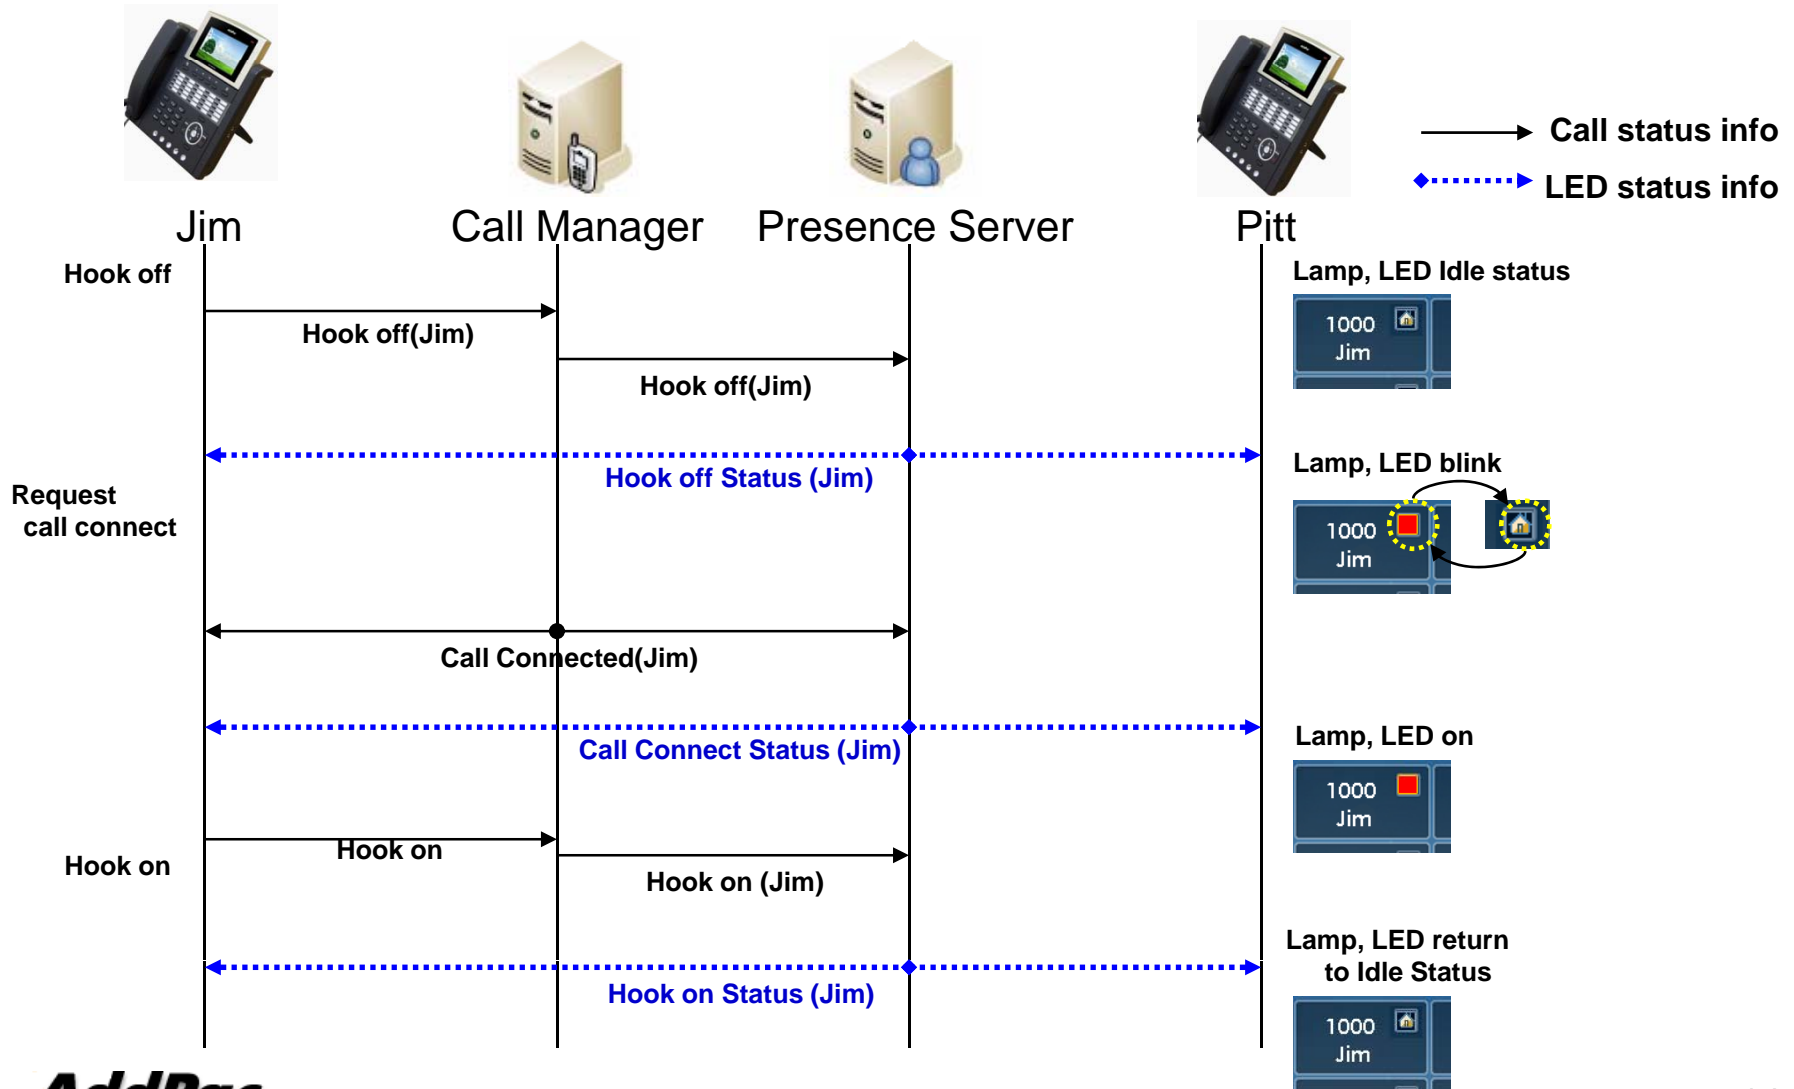 Call status info
LED status info
Jim
Call Manager
Presence Server
Pitt
Hook off
Lamp, LED Idle status
Hook off(Jim)
1000
Jim
Hook off(Jim)
Hook off Status (Jim)
Lamp, LED blink
Request
call connect
1000
Jim
Call Connected(Jim)
Call Connect Status (Jim)
Lamp, LED on
1000
Jim
Hook on
Hook on
Hook on (Jim)
Lamp, LED return
to Idle Status
Hook on Status (Jim)
1000
Jim
AddPac